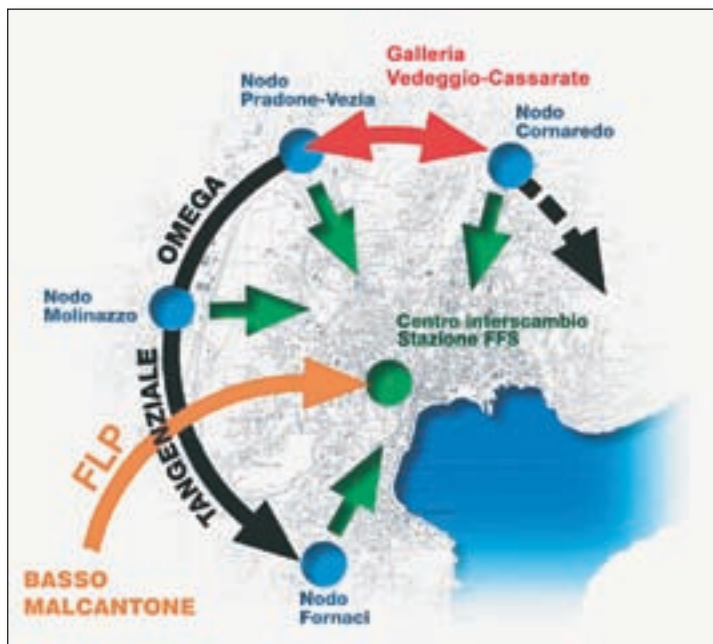 Galleria
Vedeggio-Cassarate
Nodo
Pradone-Vezia
Nodo
Cornaredo
OMEGA
Nodo
Molinazzo
Centro interscambio
Stazione FFS
TANGENZIALE
FLP
BASSO
MALCANTONE
Nodo
Fornaci